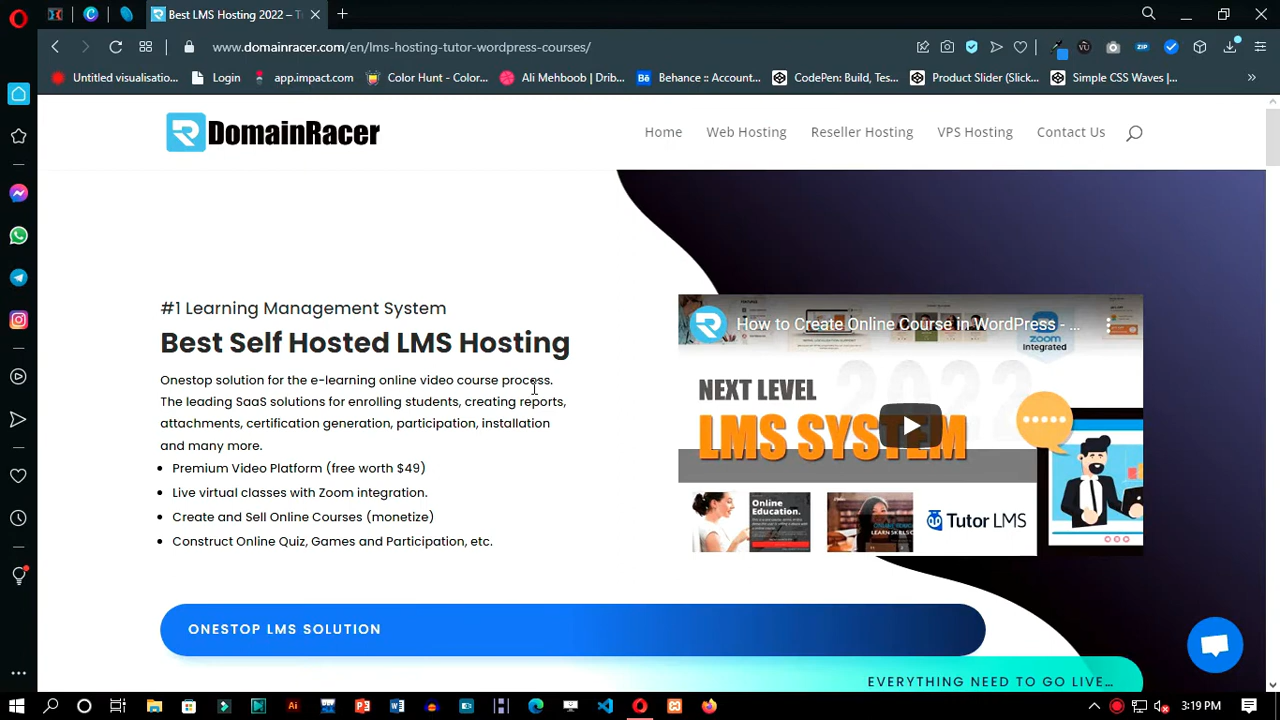 Best LMS Hosting 2022 – T
www.domainracer.com/en/lms-hosting-tutor-wordpress-courses/
VU
ZIP
Untitled visualisatio...
Login
app.impact.com
Color Hunt - Color...
Ali Mehboob | Drib...
Bē
Behance :: Account...
CodePen: Build, Tes...
Product Slider (Slick...
Simple CSS Waves |...
DomainRacer
Home
Web Hosting
Reseller Hosting
VPS Hosting
Contact Us
#1 Learning Management System
Best Self Hosted LMS Hosting
Onestop solution for the e-learning online video course process.
The leading SaaS solutions for enrolling students, creating reports,
attachments, certification generation, participation, installation
and many more.
Premium Video Platform (free worth $49)
Live virtual classes with Zoom integration.
Create and Sell Online Courses (monetize)
Construct Online Quiz, Games and Participation, etc.
How to Create Online Course in WordPress - ...
zoom
Integrated
2022
NEXT LEVEL
LMS SYSTEM
Online
Education.
LEARN SKILLS
Tutor LMS
ONESTOP LMS SOLUTION
EVERYTHING NEED TO GO LIVE...
Ai
3:19 PM